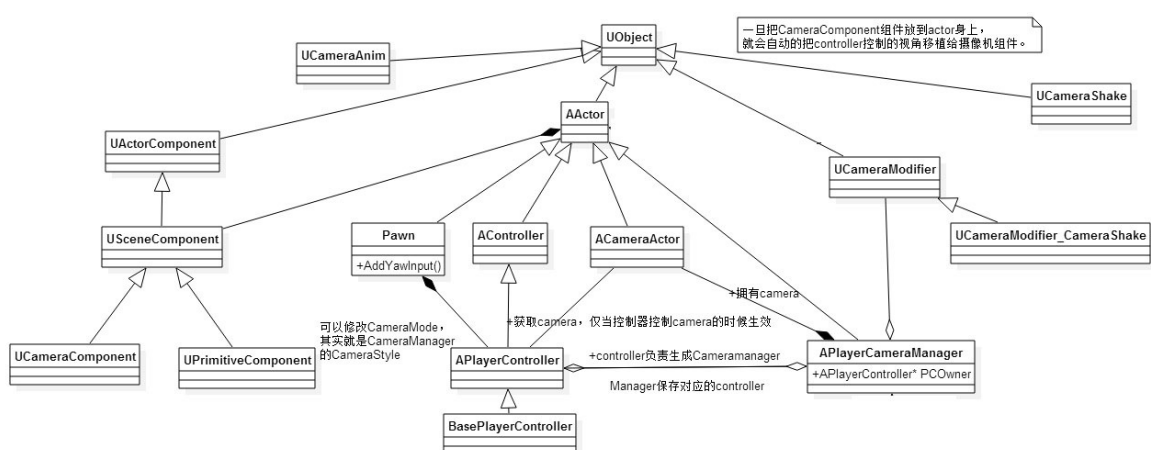 一旦把CameraComponent组件放到actor身上，
就会自动的把controller控制的视角移植给摄像机组件。
UObject
UCameraAnim
UCameraShake
AActor
UActorComponent
UCameraModifier
USceneComponent
Pawn
+AddYawInput()
AController
ACameraActor
UCameraModifier_CameraShake
+拥有camera
可以修改CameraMode，
其实就是CameraManager
的CameraStyle
+获取camera，仅当控制器控制camera的时候生效
UCameraComponent
UPrimitiveComponent
APlayerController
+controller负责生成Cameramanager
Manager保存对应的controller
APlayerCameraManager
+APlayerController* PCOwner
BasePlayerController